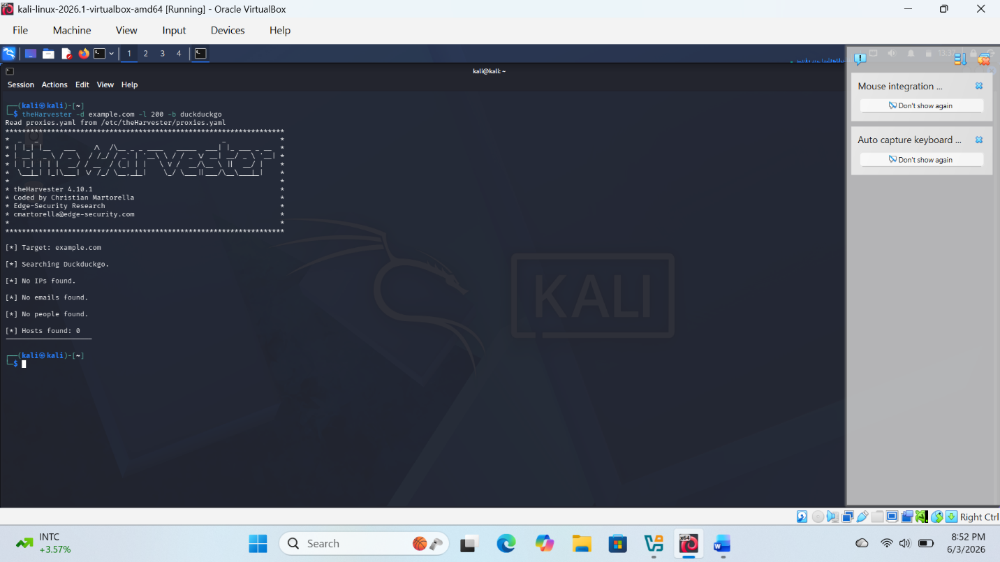 kali-linux-2026.1-virtualbox-amd64 [Running] - Oracle VirtualBox
File Machine View Input Devices Help
1 2 3 4
kali@kali: ~
Session Actions Edit View Help
┌──(kali㉿kali)-[~]
└─$ theHarvester -d example.com -l 200 -b duckduckgo
Read proxies.yaml from /etc/theHarvester/proxies.yaml
*******************************************************************
theHarvester
* theHarvester 4.10.1 *
* Coded by Christian Martorella *
* Edge-Security Research *
* cmartorella@edge-security.com *
* *
*******************************************************************
[*] Target: example.com
[*] Searching Duckduckgo.
[*] No IPs found.
[*] No emails found.
[*] No people found.
[*] Hosts found: 0
┌──(kali㉿kali)-[~]
└─$
KALI
Mouse integration ...
Don't show again
Auto capture keyboard ...
Don't show again
Right Ctrl
INTC
+3.57%
Search
8:52 PM
6/3/2026